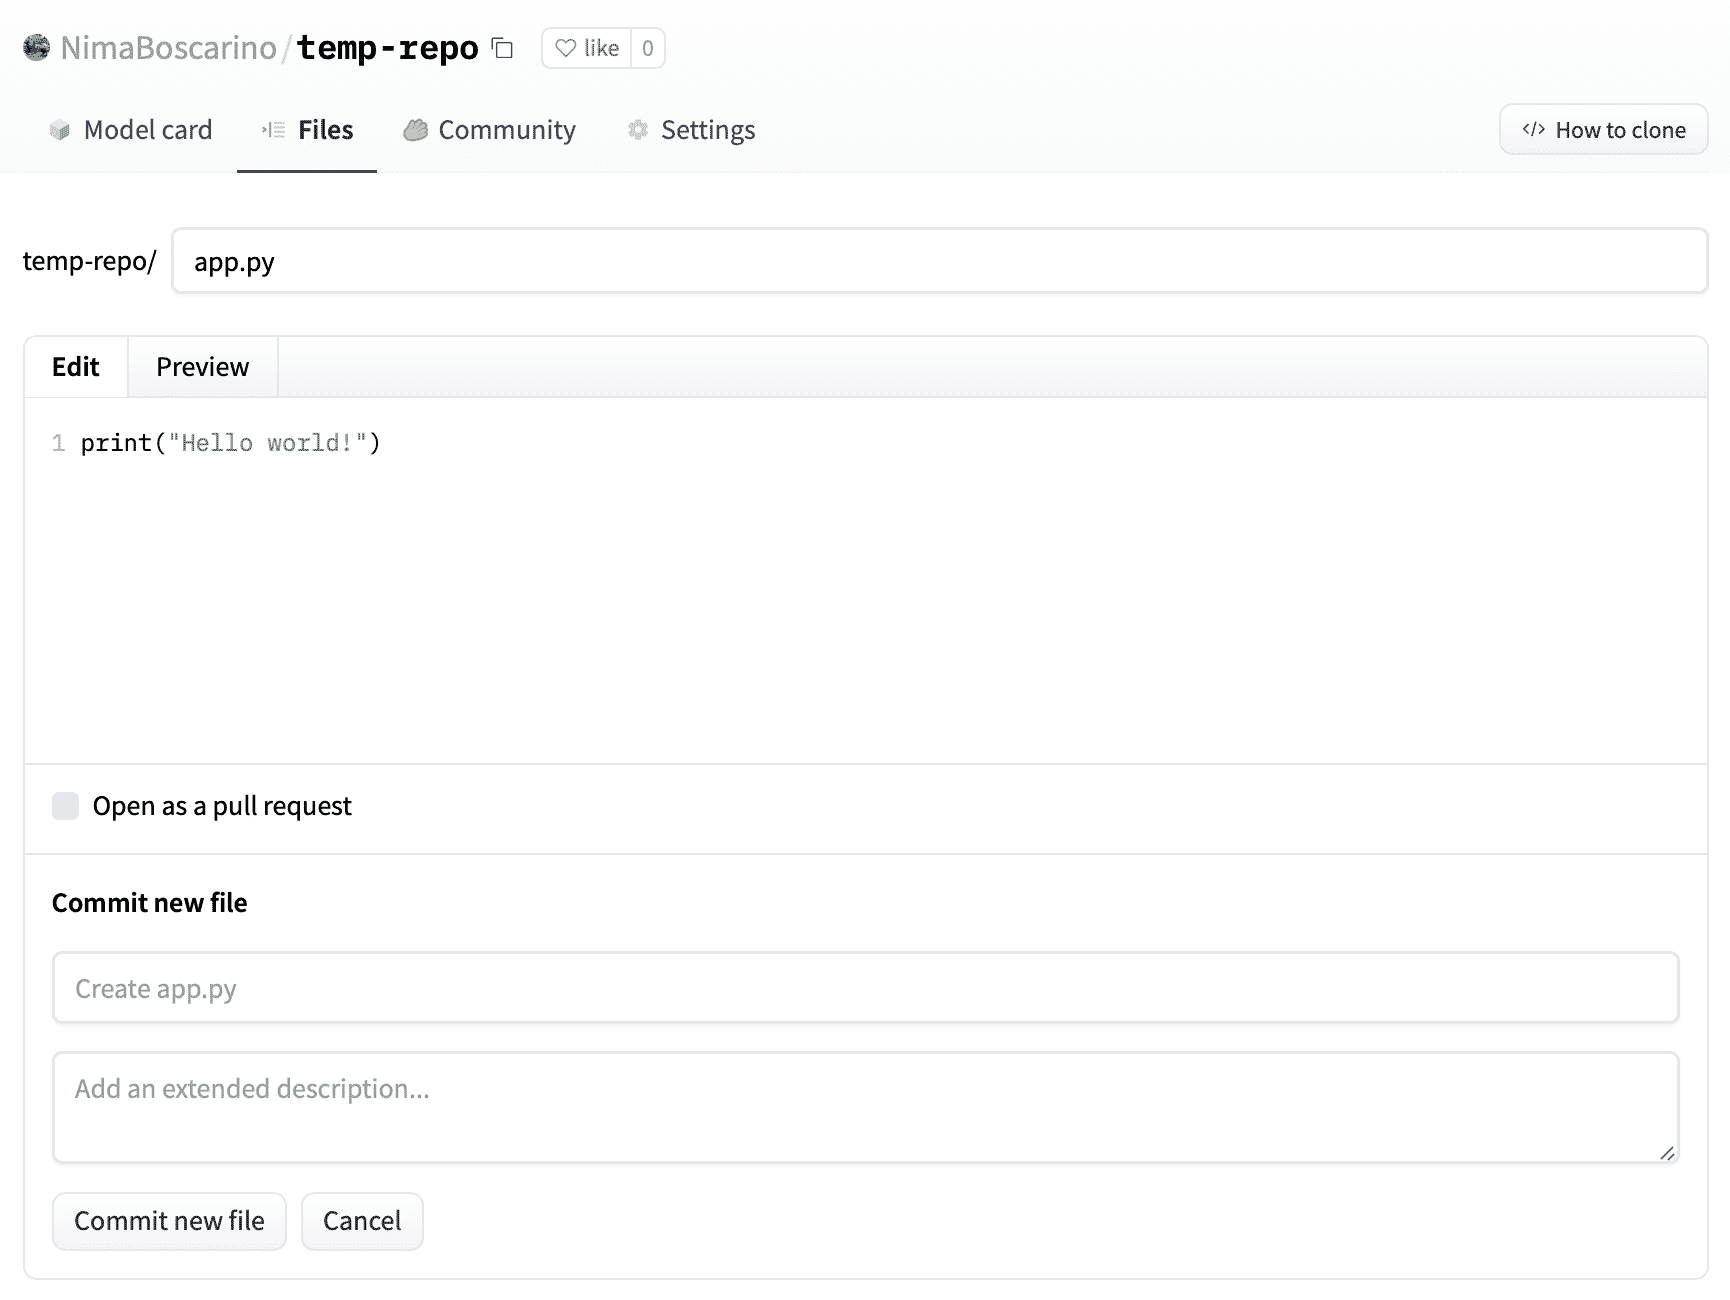 NimaBoscarino/temp-repo like 0
Model card Files Community Settings </> How to clone
temp-repo/ app.py
Edit Preview
1 print("Hello world!")
Open as a pull request
Commit new file
Create app.py
Add an extended description...
Commit new file Cancel